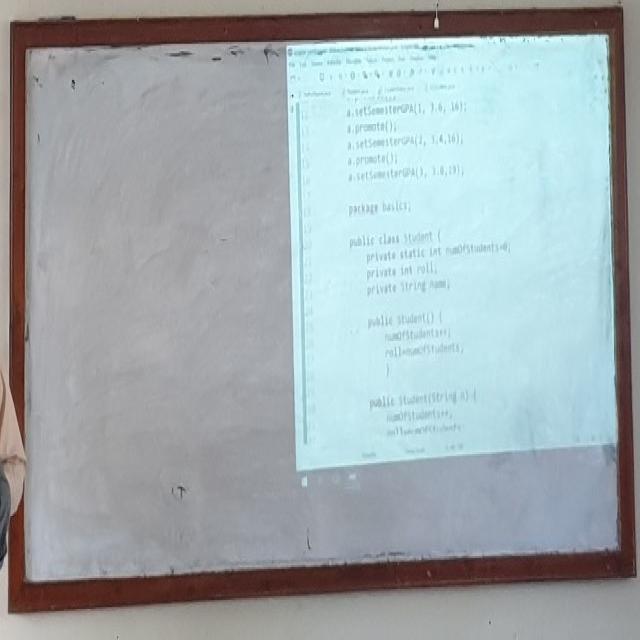 a.setSemesterGPA(1, 3.6, 16);
a.promote();
a.setSemesterGPA(2, 3.4,16);
a.promote();
a.setSemesterGPA(3, 3.8,19);
package basics;
public class Student {
private static int numOfStudents=0;
private int roll;
private String name;
public Student() {
numOfStudents++;
roll=numOfStudents;
}
public Student(String n) {
numOfStudents++;
roll=numOfStudents;